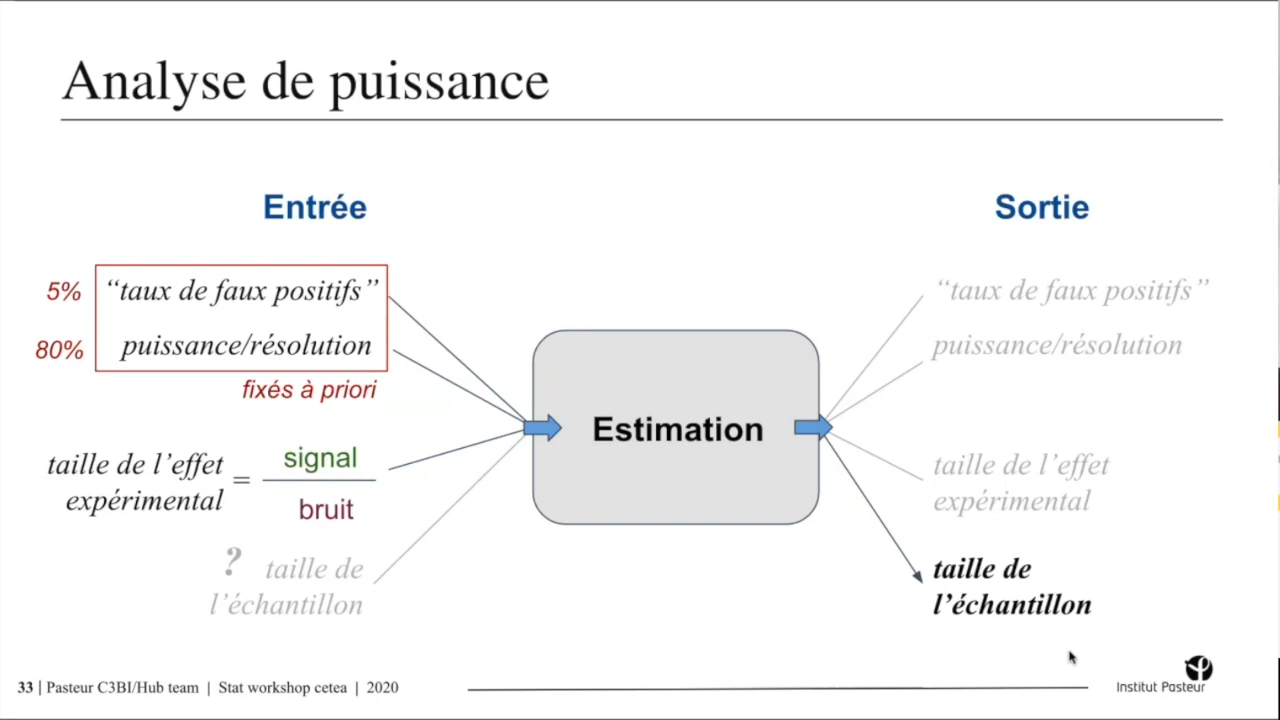 Analyse de puissance
Entrée
Sortie
5%
“taux de faux positifs”
80%
puissance/résolution
fixés à priori
taille de l’effet
expérimental
=
signal
bruit
? taille de
l’échantillon
Estimation
“taux de faux positifs”
puissance/résolution
taille de l’effet
expérimental
taille de
l’échantillon
33 | Pasteur C3BI/Hub team | Stat workshop cetea | 2020
Institut Pasteur